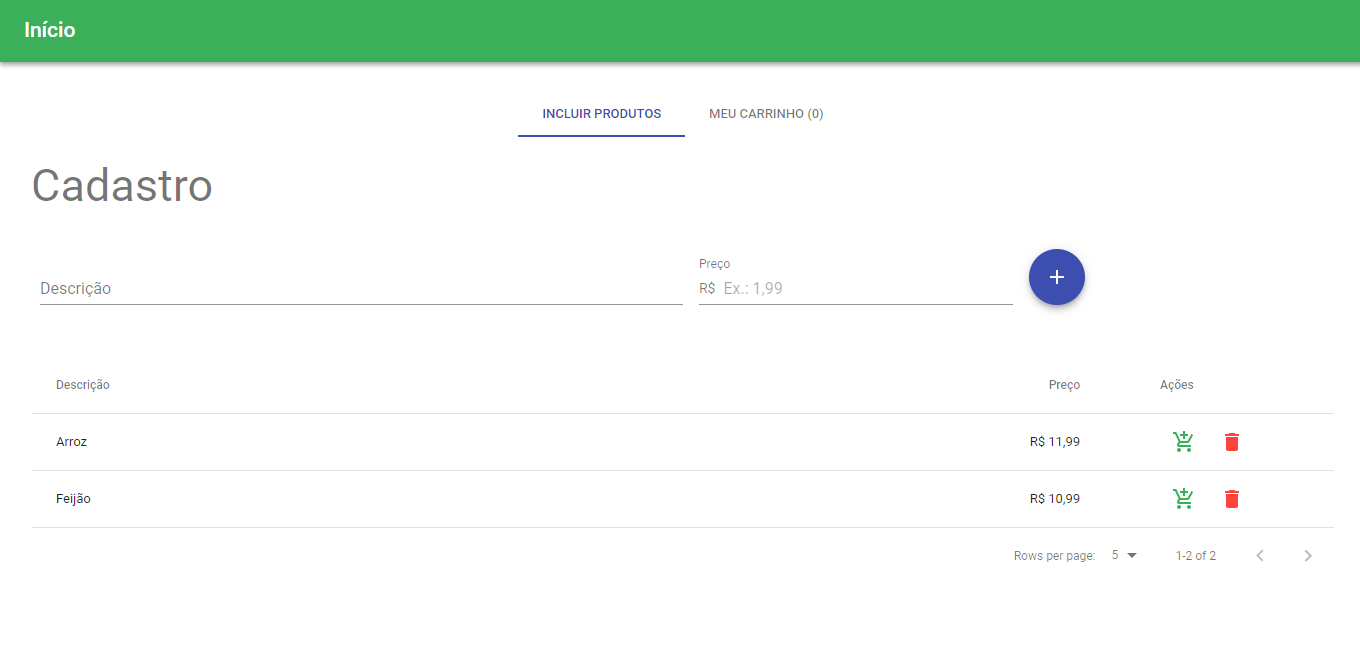 Início
INCLUIR PRODUTOS MEU CARRINHO (0)
Cadastro
Preço
Descrição R$ Ex.: 1,99
Descrição Preço Ações
Arroz R$ 11,99
Feijão R$ 10,99
Rows per page: 5 1-2 of 2